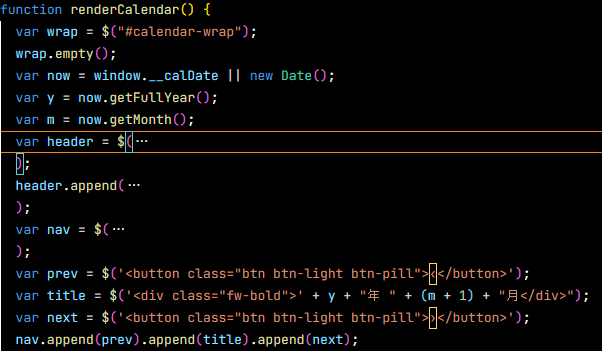 function renderCalendar() {
var wrap = $("#calendar-wrap");
wrap.empty();
var now = window.__calDate || new Date();
var y = now.getFullYear();
var m = now.getMonth();
var header = $(⋯
);
header.append(⋯
);
var nav = $(⋯
);
var prev = $('<button class="btn btn-light btn-pill">‹</button>');
var title = $('<div class="fw-bold">' + y + "年 " + (m + 1) + "月</div>");
var next = $('<button class="btn btn-light btn-pill">›</button>');
nav.append(prev).append(title).append(next);